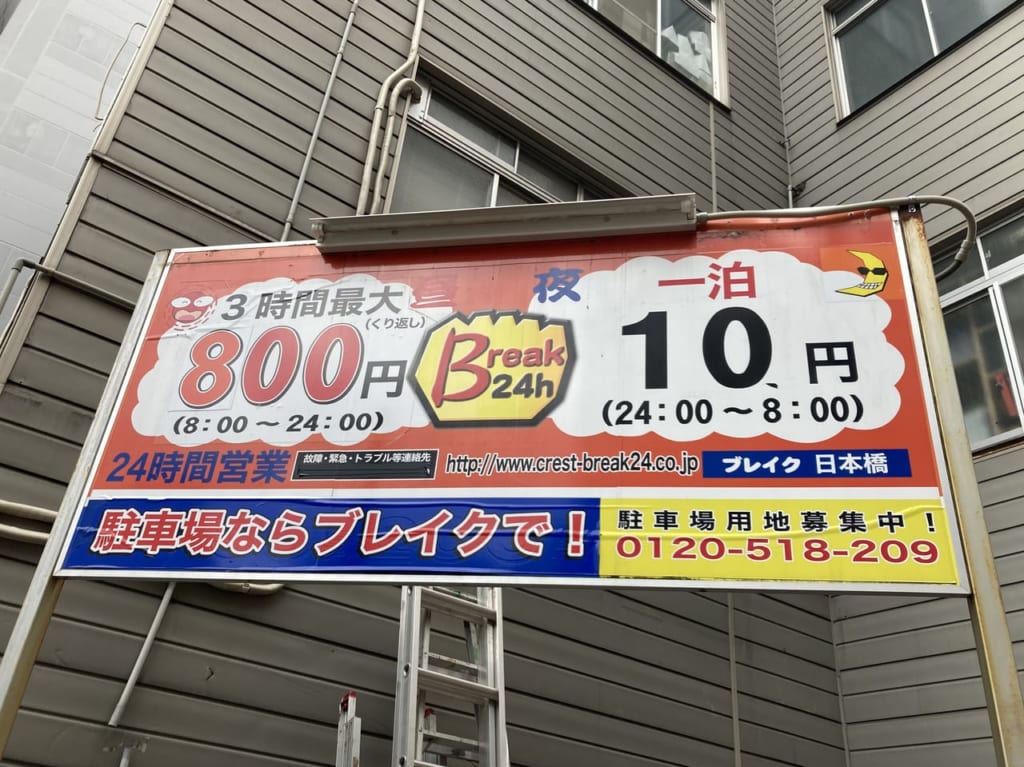 3時間最大
(くり返し)
800円
(8:00～24:00)
昼
夜
Break
24h
一泊
10、円
(24:00～8:00)
24時間営業
故障・緊急・トラブル等連絡先
http://www.crest-break24.co.jp
ブレイク 日本橋
駐車場ならブレイクで！
駐車場用地募集中！
0120-518-209